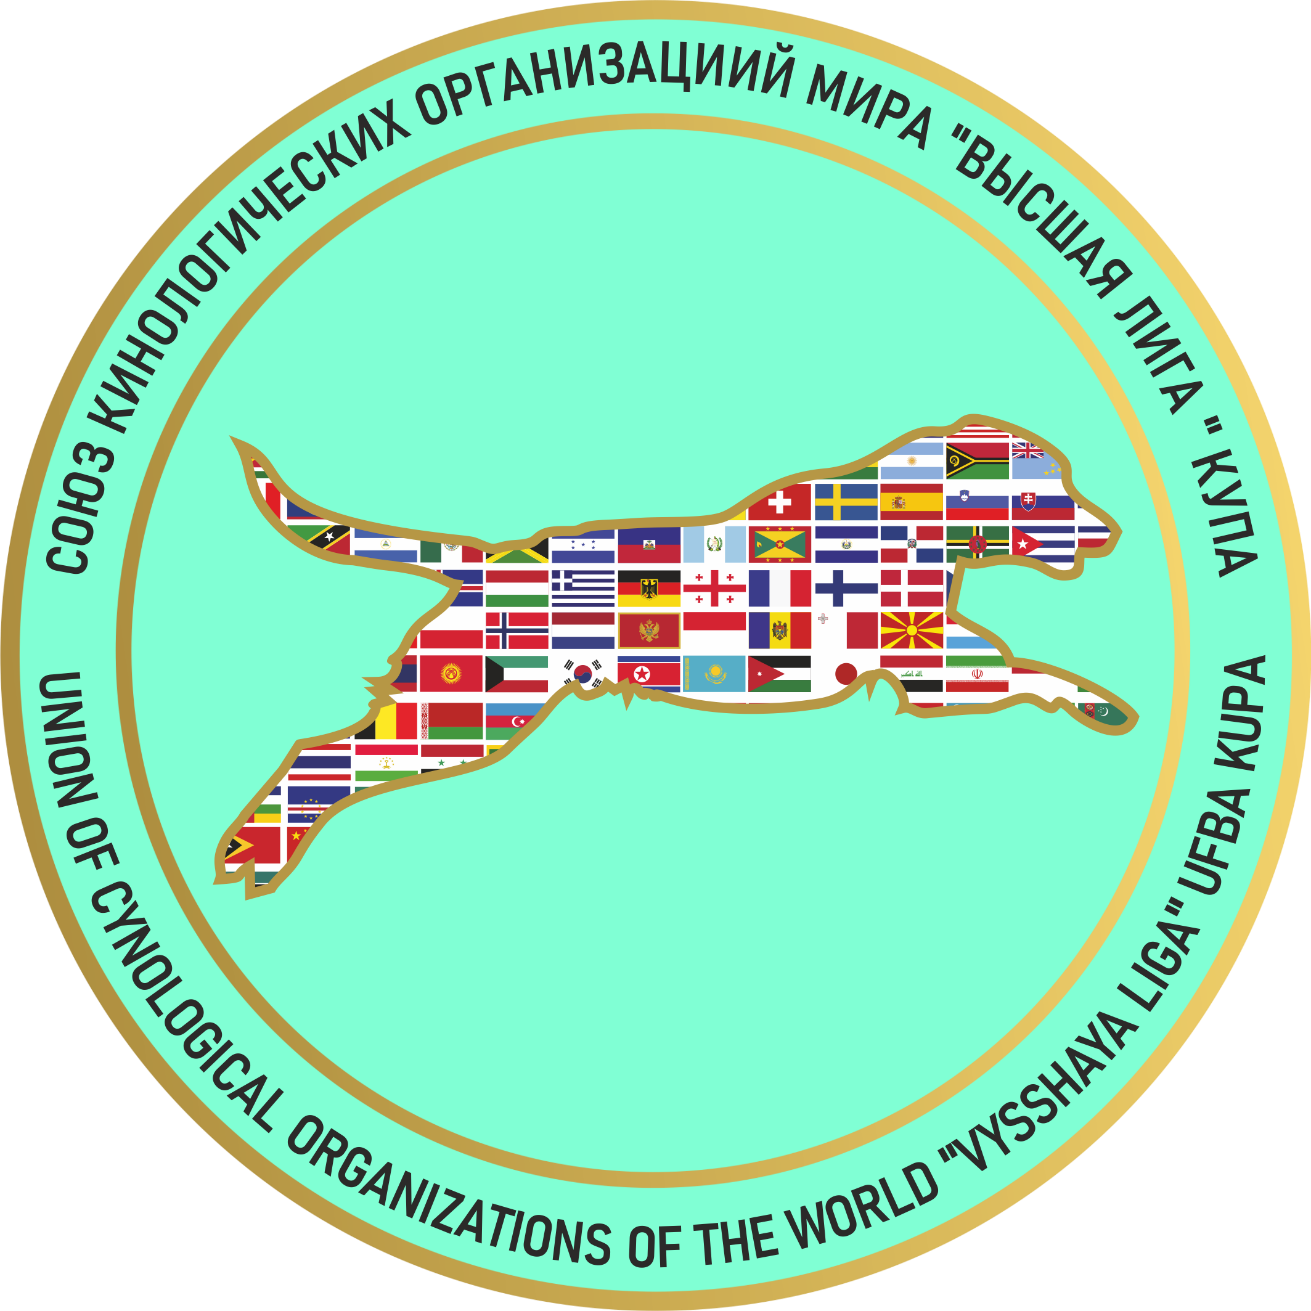 СОЮЗ КИНОЛОГИЧЕСКИХ ОРГАНИЗАЦИИЙ МИРА "ВЫСШАЯ ЛИГА " КУПА
UNION OF CYNOLOGICAL ORGANIZATIONS OF THE WORLD "VYSSHAYA LIGA" UFBA KUPA